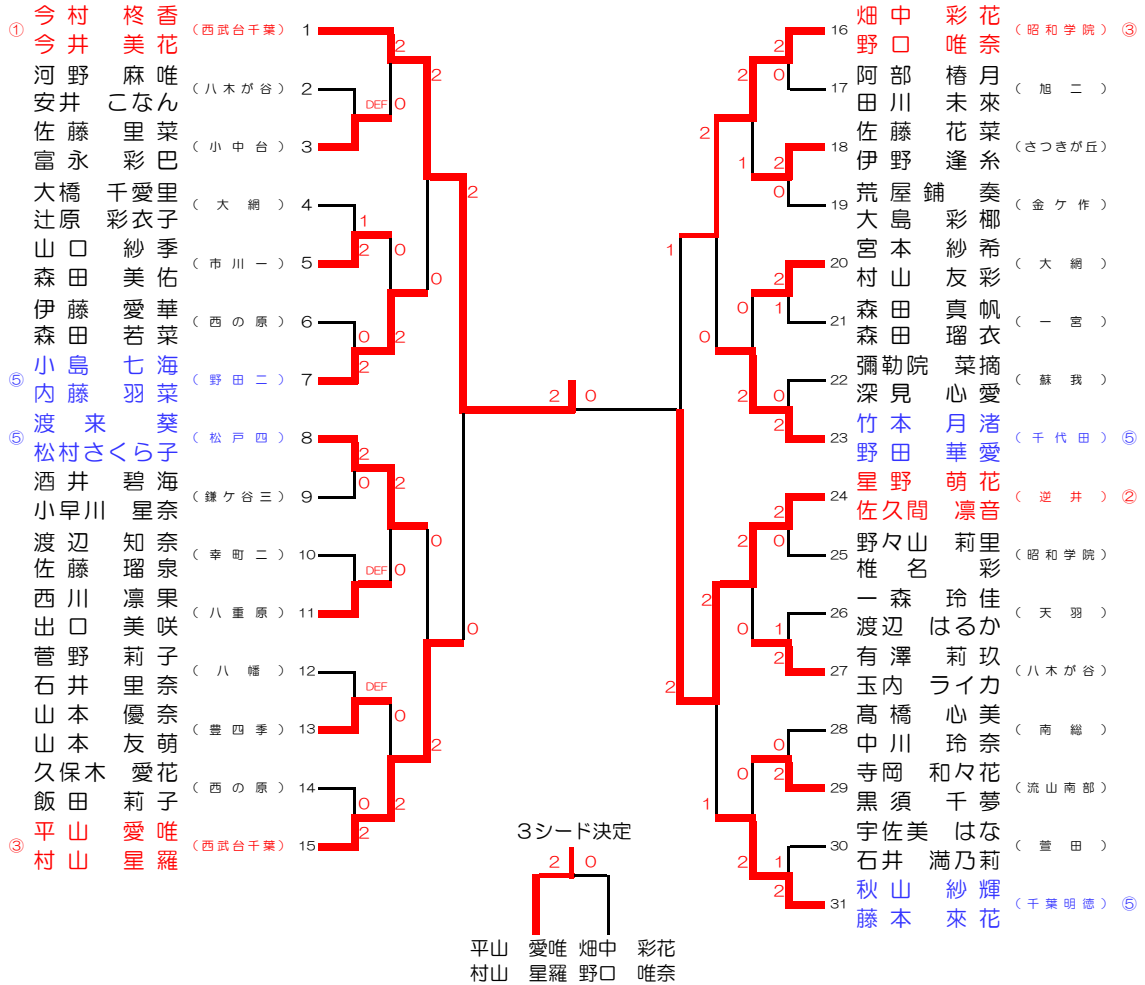 ① 今村 柊香
今井 美花 (西武台千葉) 1
河野 麻唯
安井 こなん (八木が谷) 2
佐藤 里菜
富永 彩巴 (小中台) 3
大橋 千愛里
辻原 彩衣子 (大網) 4
山口 紗季
森田 美佑 (市川一) 5
伊藤 愛華
森田 若菜 (西の原) 6
小島 七海
⑤ 内藤 羽菜 (野田二) 7
渡来 葵
⑤ 松村さくら子 (松戸四) 8
酒井 碧海
小早川 星奈 (鎌ケ谷三) 9
渡辺 知奈
佐藤 瑠泉 (幸町二) 10
西川 凛果
出口 美咲 (八重原) 11
菅野 莉子
石井 里奈 (八幡) 12
山本 優奈
山本 友萌 (豊四季) 13
久保木 愛花
飯田 莉子 (西の原) 14
平山 愛唯
③ 村山 星羅 (西武台千葉) 15
2
DEF 0
2
1
2 0
0
2 2
0
2
2
0 2
DEF 0
0
DEF
0
0
2 2
2
0
2 0
畑中 彩花
16 野口 唯奈 (昭和学院) ③
阿部 椿月
17 田川 未來 (旭二)
佐藤 花菜
18 伊野 逢糸 (さつきが丘)
荒屋鋪 奏
19 大島 彩椰 (金ケ作)
宮本 紗希
20 村山 友彩 (大網)
森田 真帆
21 森田 瑠衣 (一宮)
彌勒院 菜摘
22 深見 心愛 (蘇我)
竹本 月渚
23 野田 華愛 (千代田) ⑤
星野 萌花
24 佐久間 凛音 (逆井) ②
野々山 莉里
25 椎名 彩 (昭和学院)
一森 玲佳
26 渡辺 はるか (天羽)
有澤 莉玖
27 玉内 ライカ (八木が谷)
髙橋 心美
28 中川 玲奈 (南総)
寺岡 和々花
29 黒須 千夢 (流山南部)
宇佐美 はな
30 石井 満乃莉 (萱田)
秋山 紗輝
31 藤本 來花 (千葉明徳) ⑤
2
2 0
2
1 2
0
1
2
0 1
0
2 0
2
2
2 0
2
0 1
2
2
0
0 2
1
2 1
2
3シード決定
2 0
平山 愛唯 畑中 彩花
村山 星羅 野口 唯奈